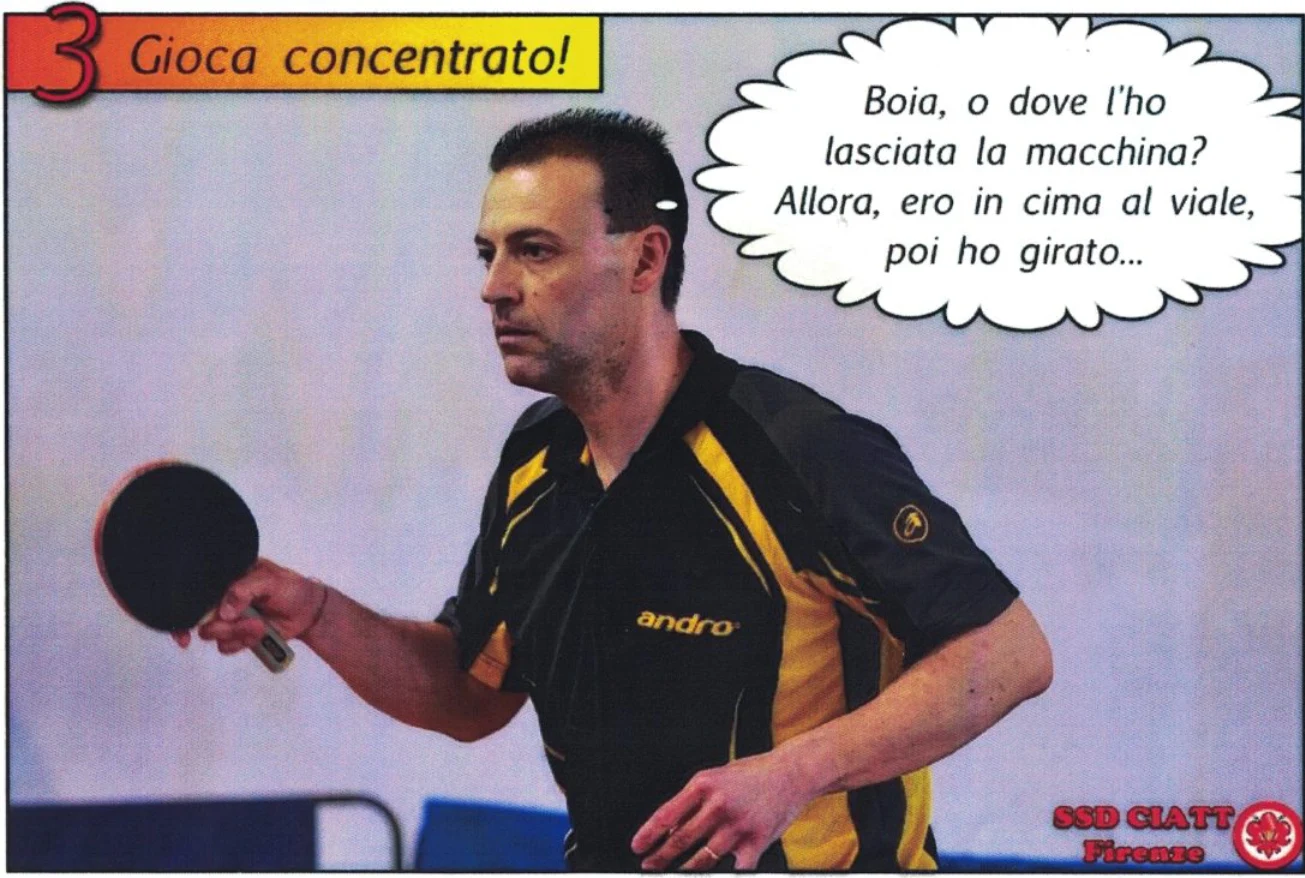 3 Gioca concentrato!
Boia, o dove l'ho
lasciata la macchina?
Allora, ero in cima al viale,
poi ho girato...
andro
SSD CIATT
Firenze